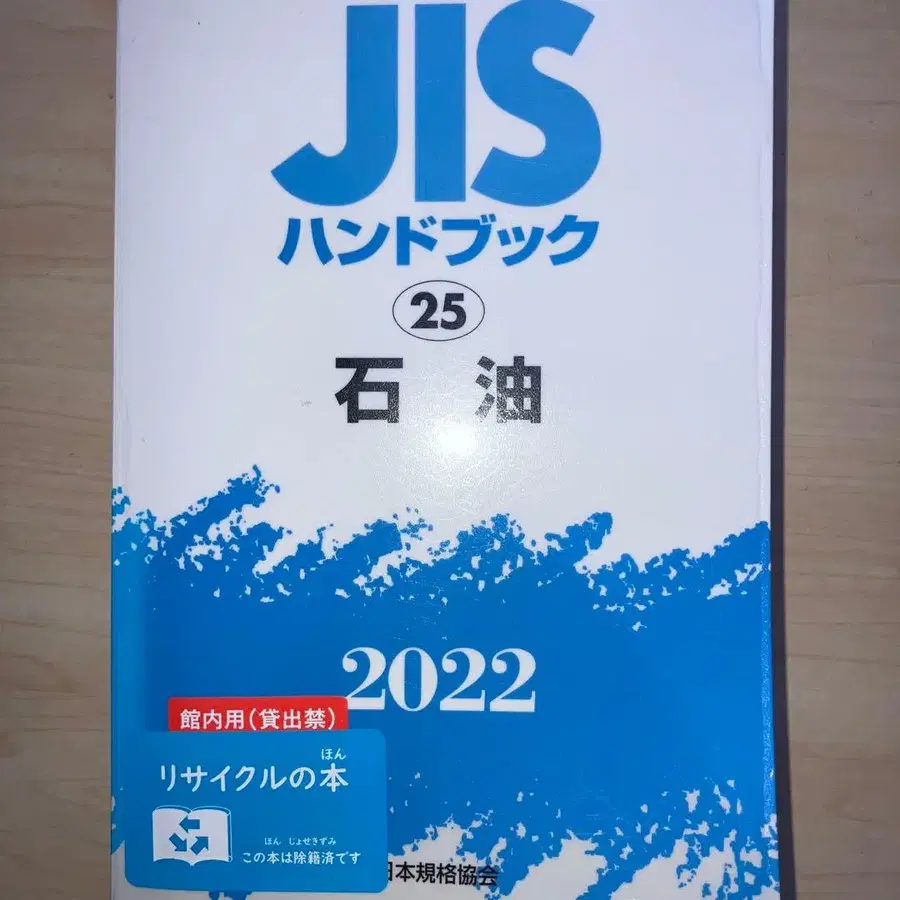 JIS
ハンドブック
25
石油
2022
館内用(貸出禁)
ほん
リサイクルの本
ほん じょせきずみ
この本は除籍済です
日本規格協会